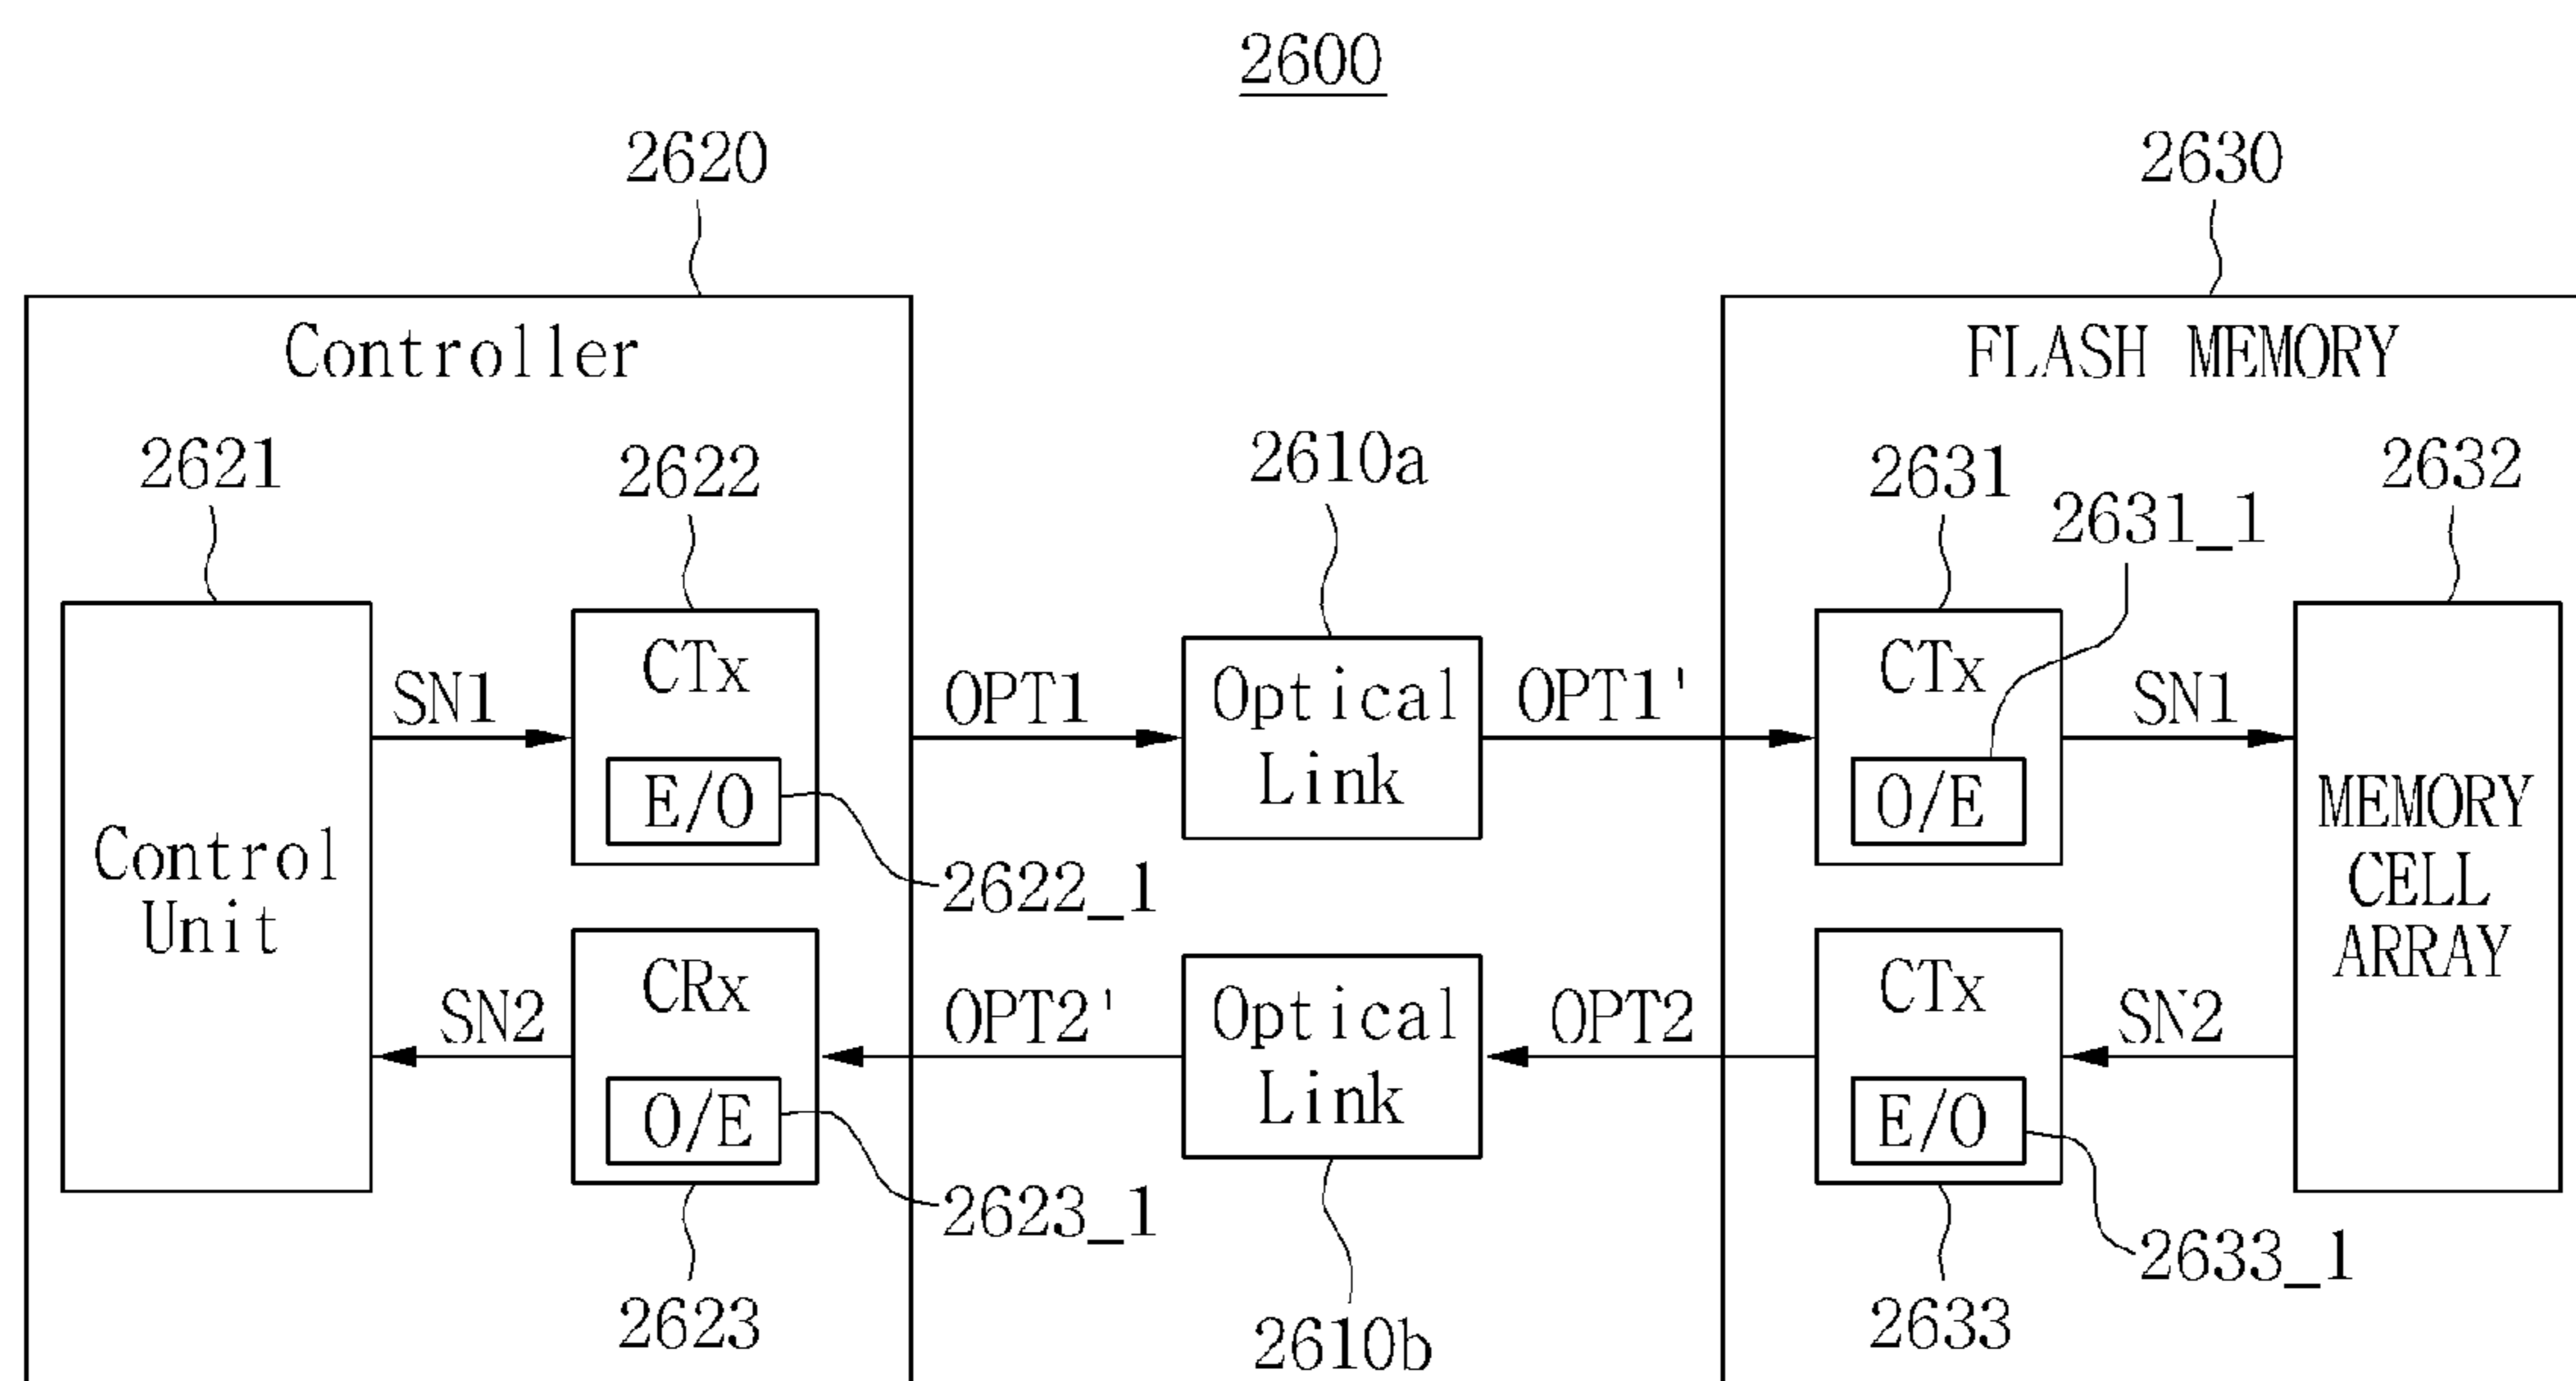 2600
2620
2630
Controller
FLASH MEMORY
2621
2622
2610a
2631
2631_1
2632
Control
Unit
SN1
CTx
E/O
2622_1
OPT1
Optical
Link
OPT1'
CTx
O/E
SN1
MEMORY
CELL
ARRAY
SN2
CRx
O/E
2623_1
2623
OPT2'
Optical
Link
2610b
OPT2
CTx
E/O
2633_1
2633
SN2